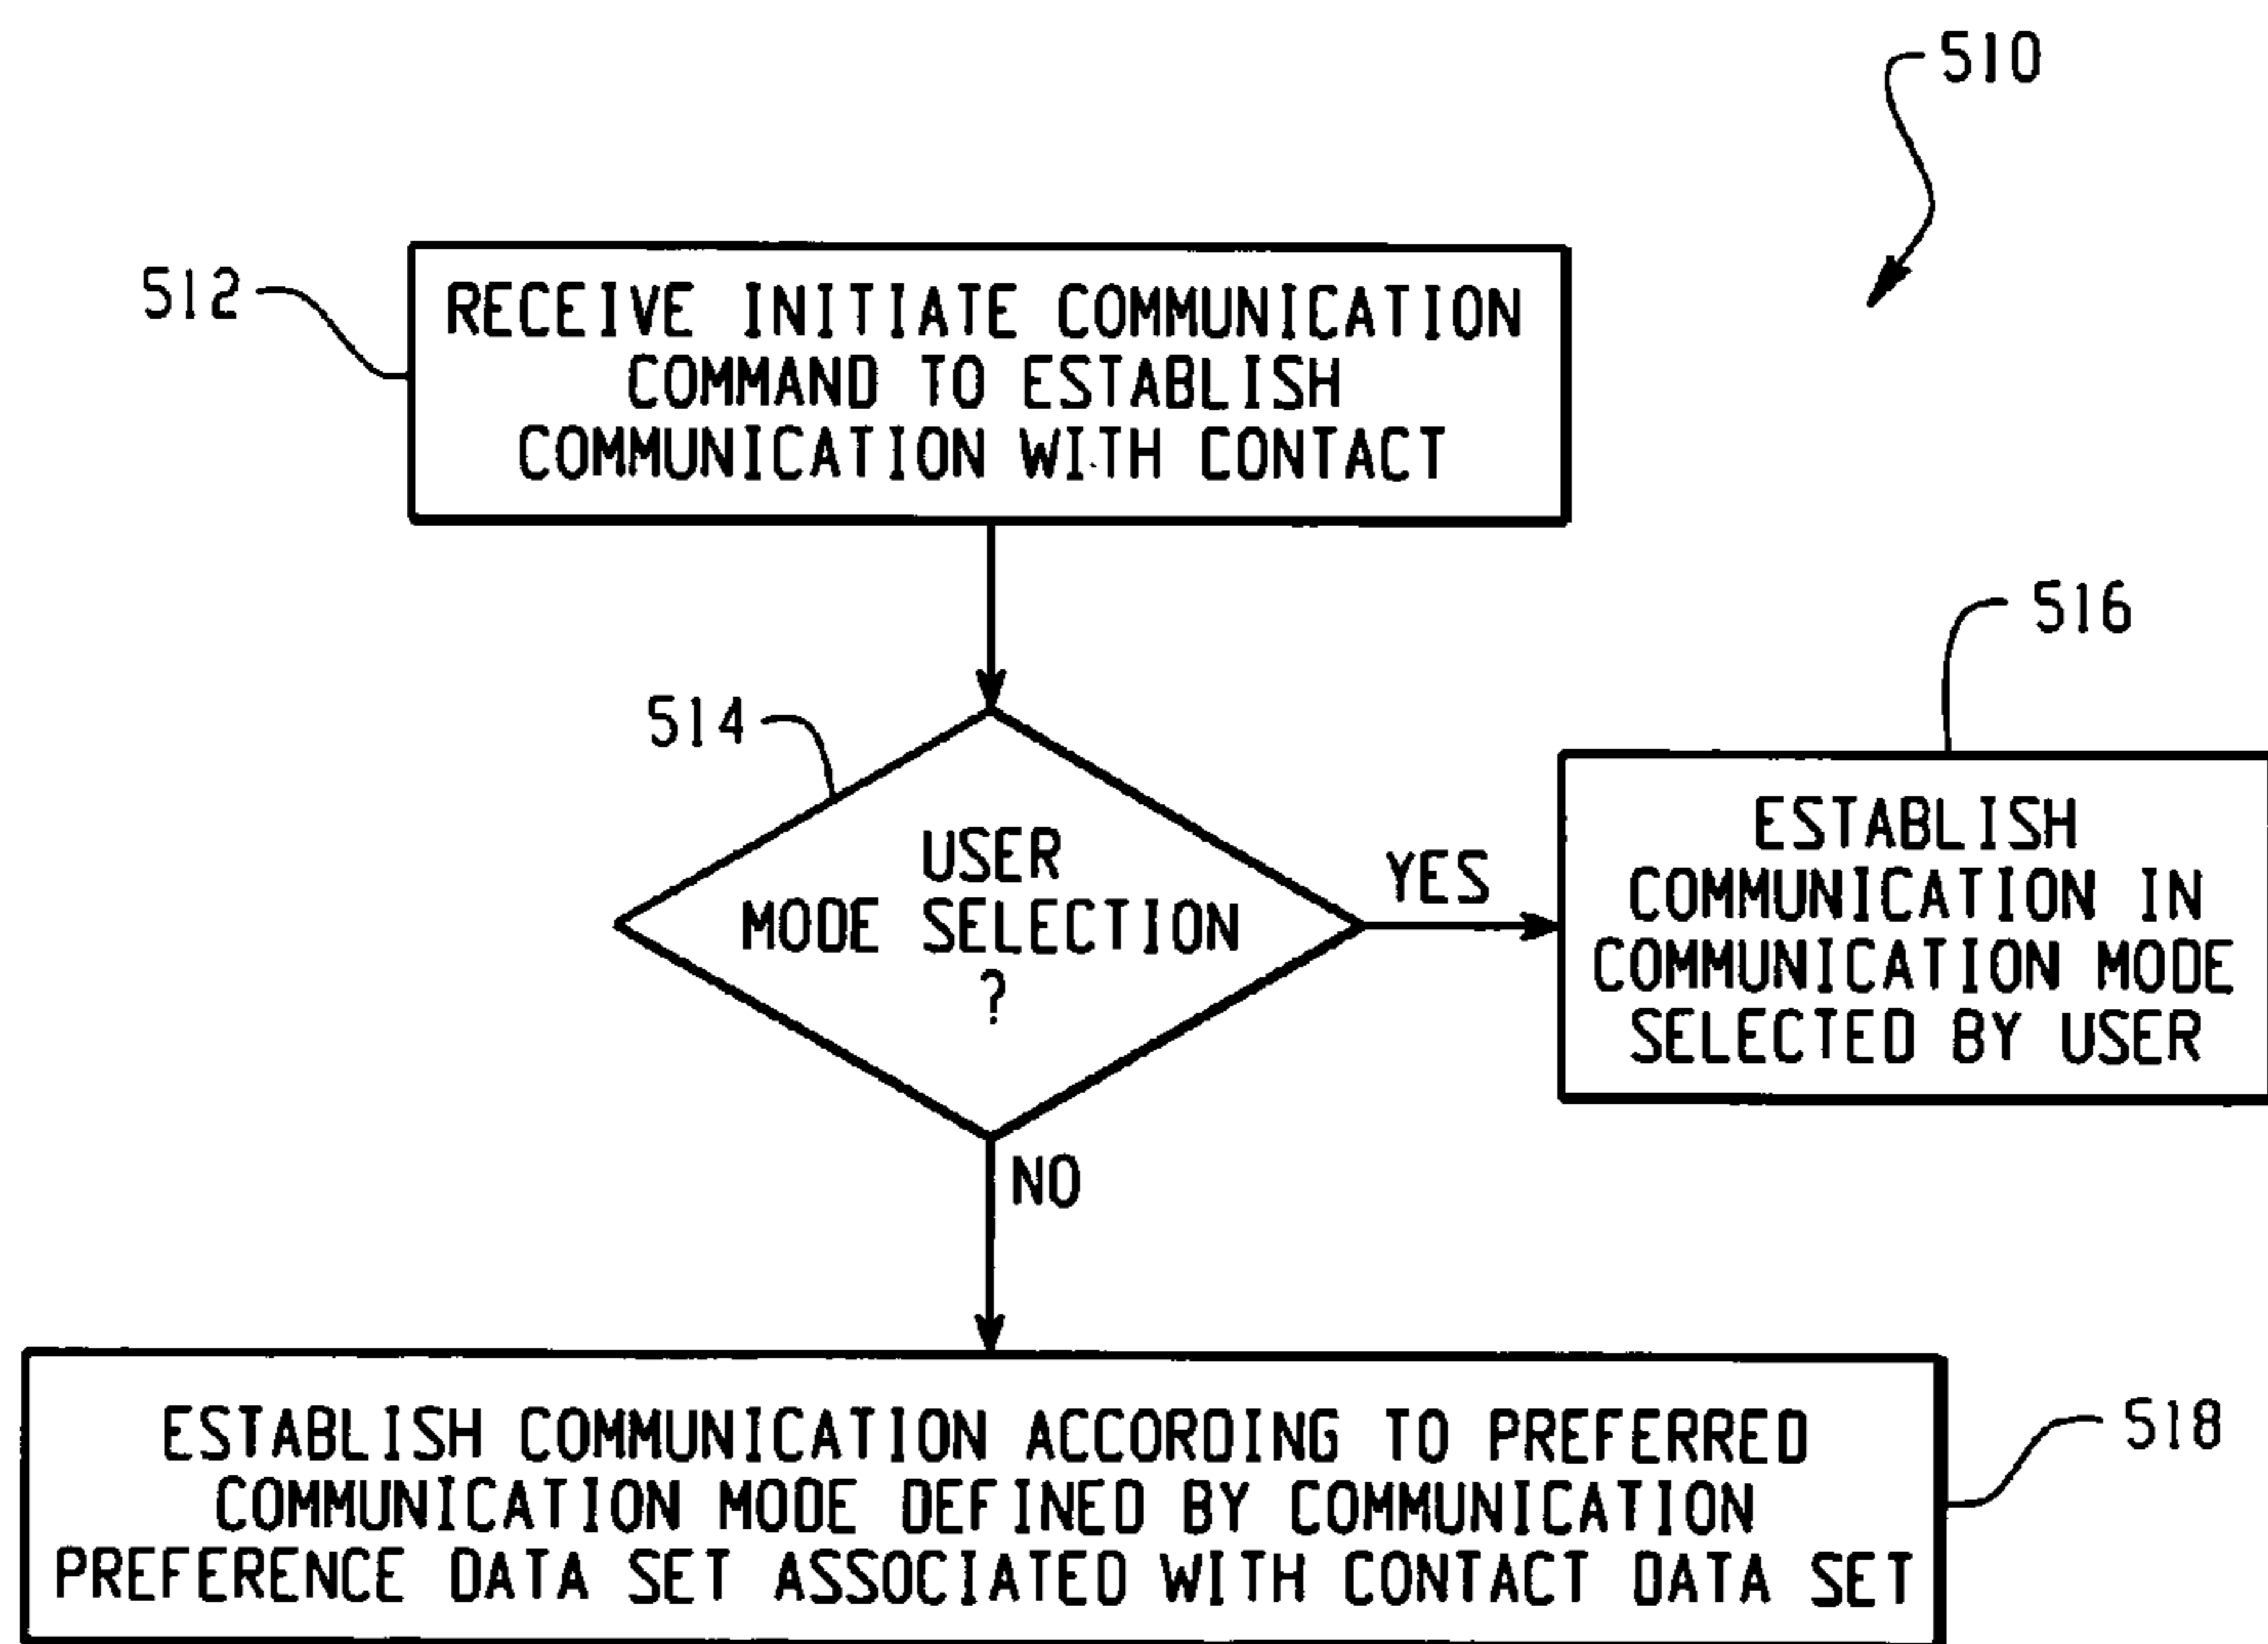 510
512
RECEIVE INITIATE COMMUNICATION
COMMAND TO ESTABLISH
COMMUNICATION WITH CONTACT
516
514
USER
MODE SELECTION
?
YES
ESTABLISH
COMMUNICATION IN
COMMUNICATION MODE
SELECTED BY USER
NO
ESTABLISH COMMUNICATION ACCORDING TO PREFERRED
COMMUNICATION MODE DEFINED BY COMMUNICATION
PREFERENCE DATA SET ASSOCIATED WITH CONTACT DATA SET
518